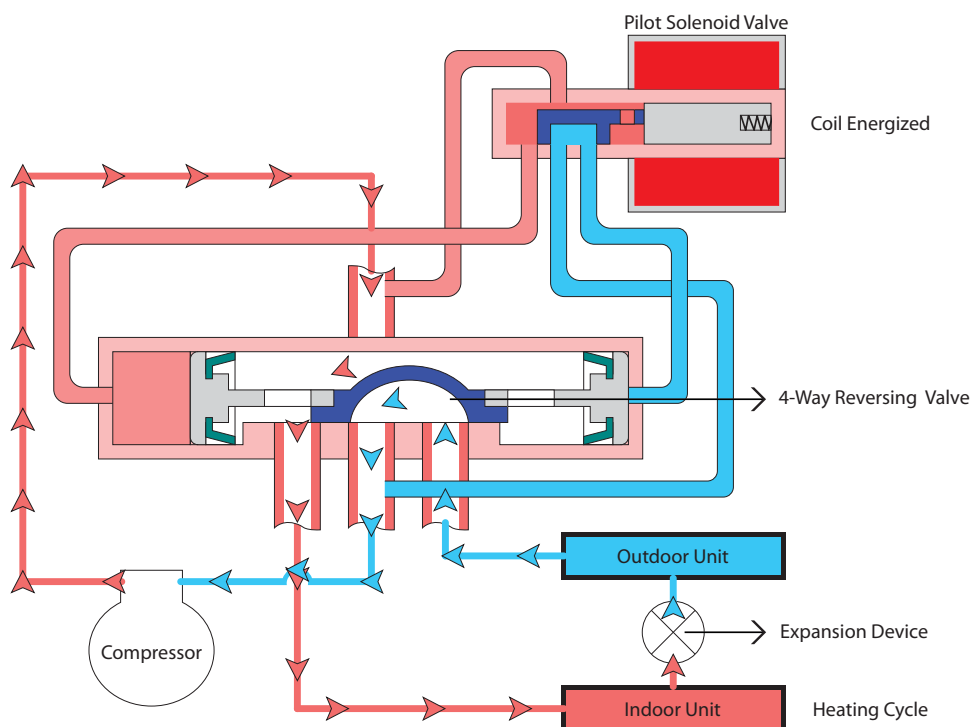 Pilot Solenoid Valve
Coil Energized
4-Way Reversing Valve
Outdoor Unit
Expansion Device
Compressor
Indoor Unit
Heating Cycle